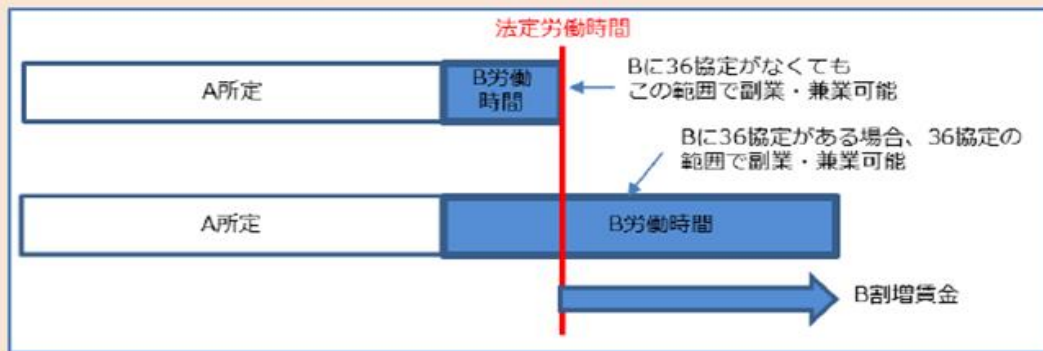 法定労働時間
A所定
B労働
時間
Bに36協定がなくても
この範囲で副業・兼業可能
Bに36協定がある場合、36協定の
範囲で副業・兼業可能
A所定
B労働時間
B割増賃金